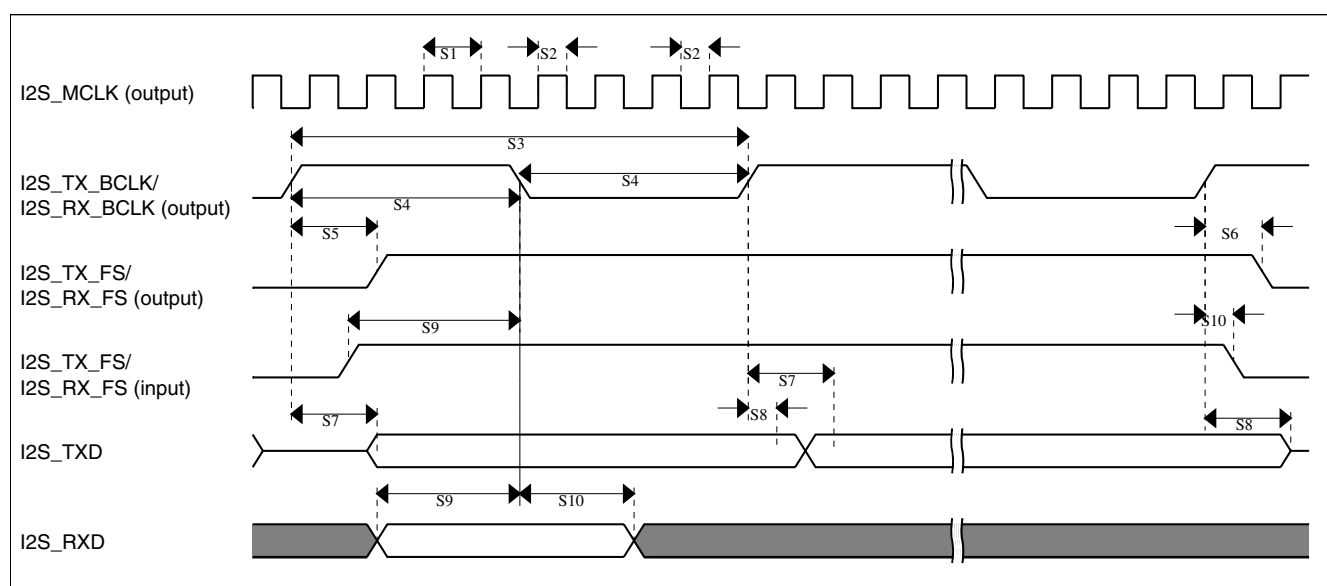 S1
S2
S2
I2S_MCLK (output)
S3
I2S_TX_BCLK/
I2S_RX_BCLK (output)
S4
S4
S5
S6
I2S_TX_FS/
I2S_RX_FS (output)
S9
S10
I2S_TX_FS/
I2S_RX_FS (input)
S7
S7
S8
S8
I2S_TXD
S9
S10
I2S_RXD